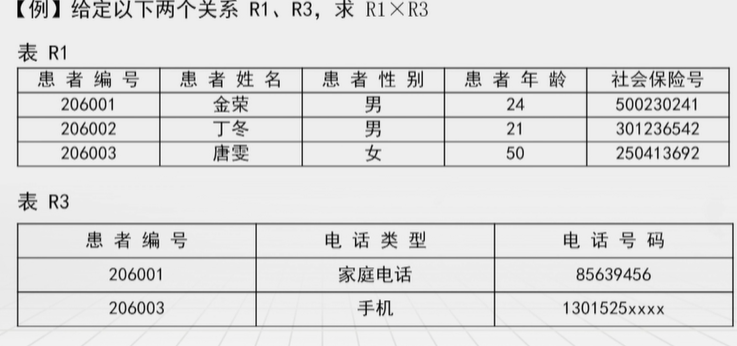 【例】给定以下两个关系 R1、R3，求 R1×R3
表 R1
患者编号 患者姓名 患者性别 患者年龄 社会保险号
206001 金荣 男 24 500230241
206002 丁冬 男 21 301236542
206003 唐雯 女 50 250413692
表 R3
患者编号 电话类型 电话号码
206001 家庭电话 85639456
206003 手机 1301525xxxx